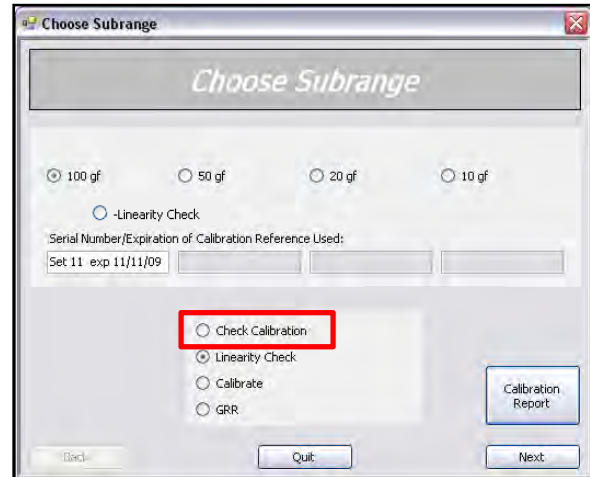 Choose Subrange
Choose Subrange
100 gf 50 gf 20 gf 10 gf
-Linearity Check
Serial Number/Expiration of Calibration Reference Used:
Set 11 exp 11/11/09
Check Calibration
Linearity Check
Calibrate
GRR
Calibration
Report
Back Quit Next